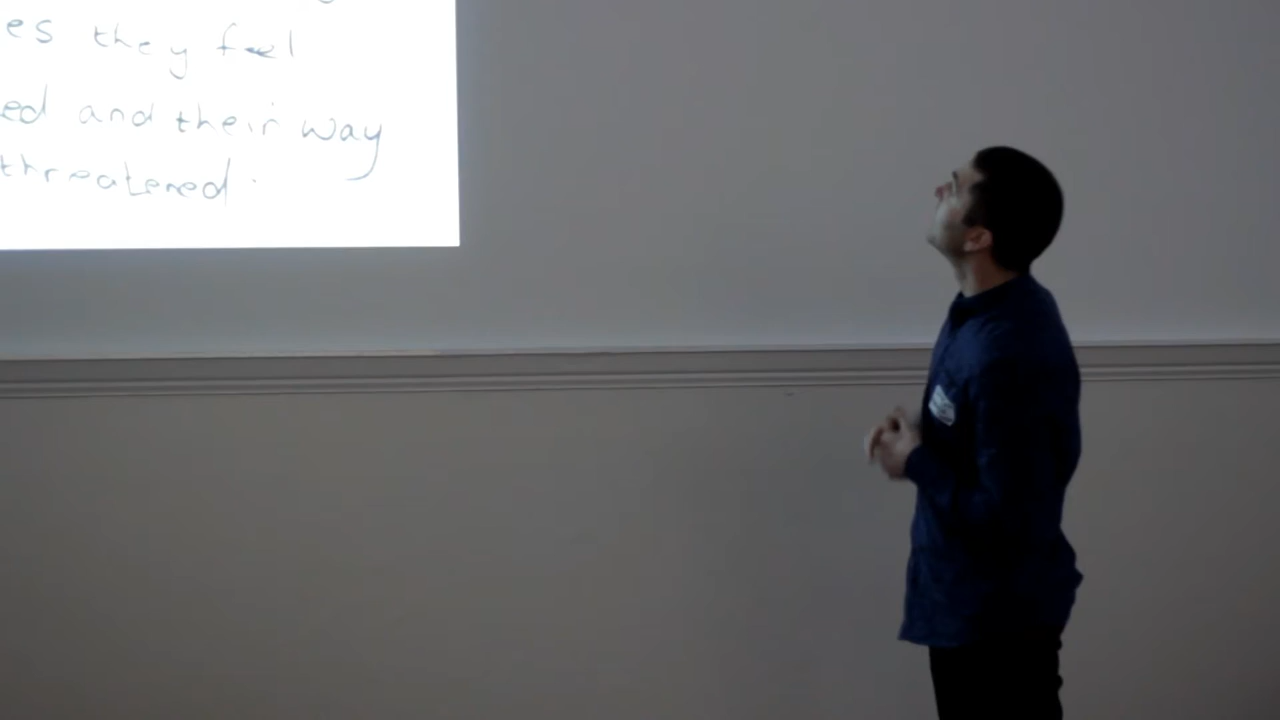 es they feel
ed and their way
threatened.